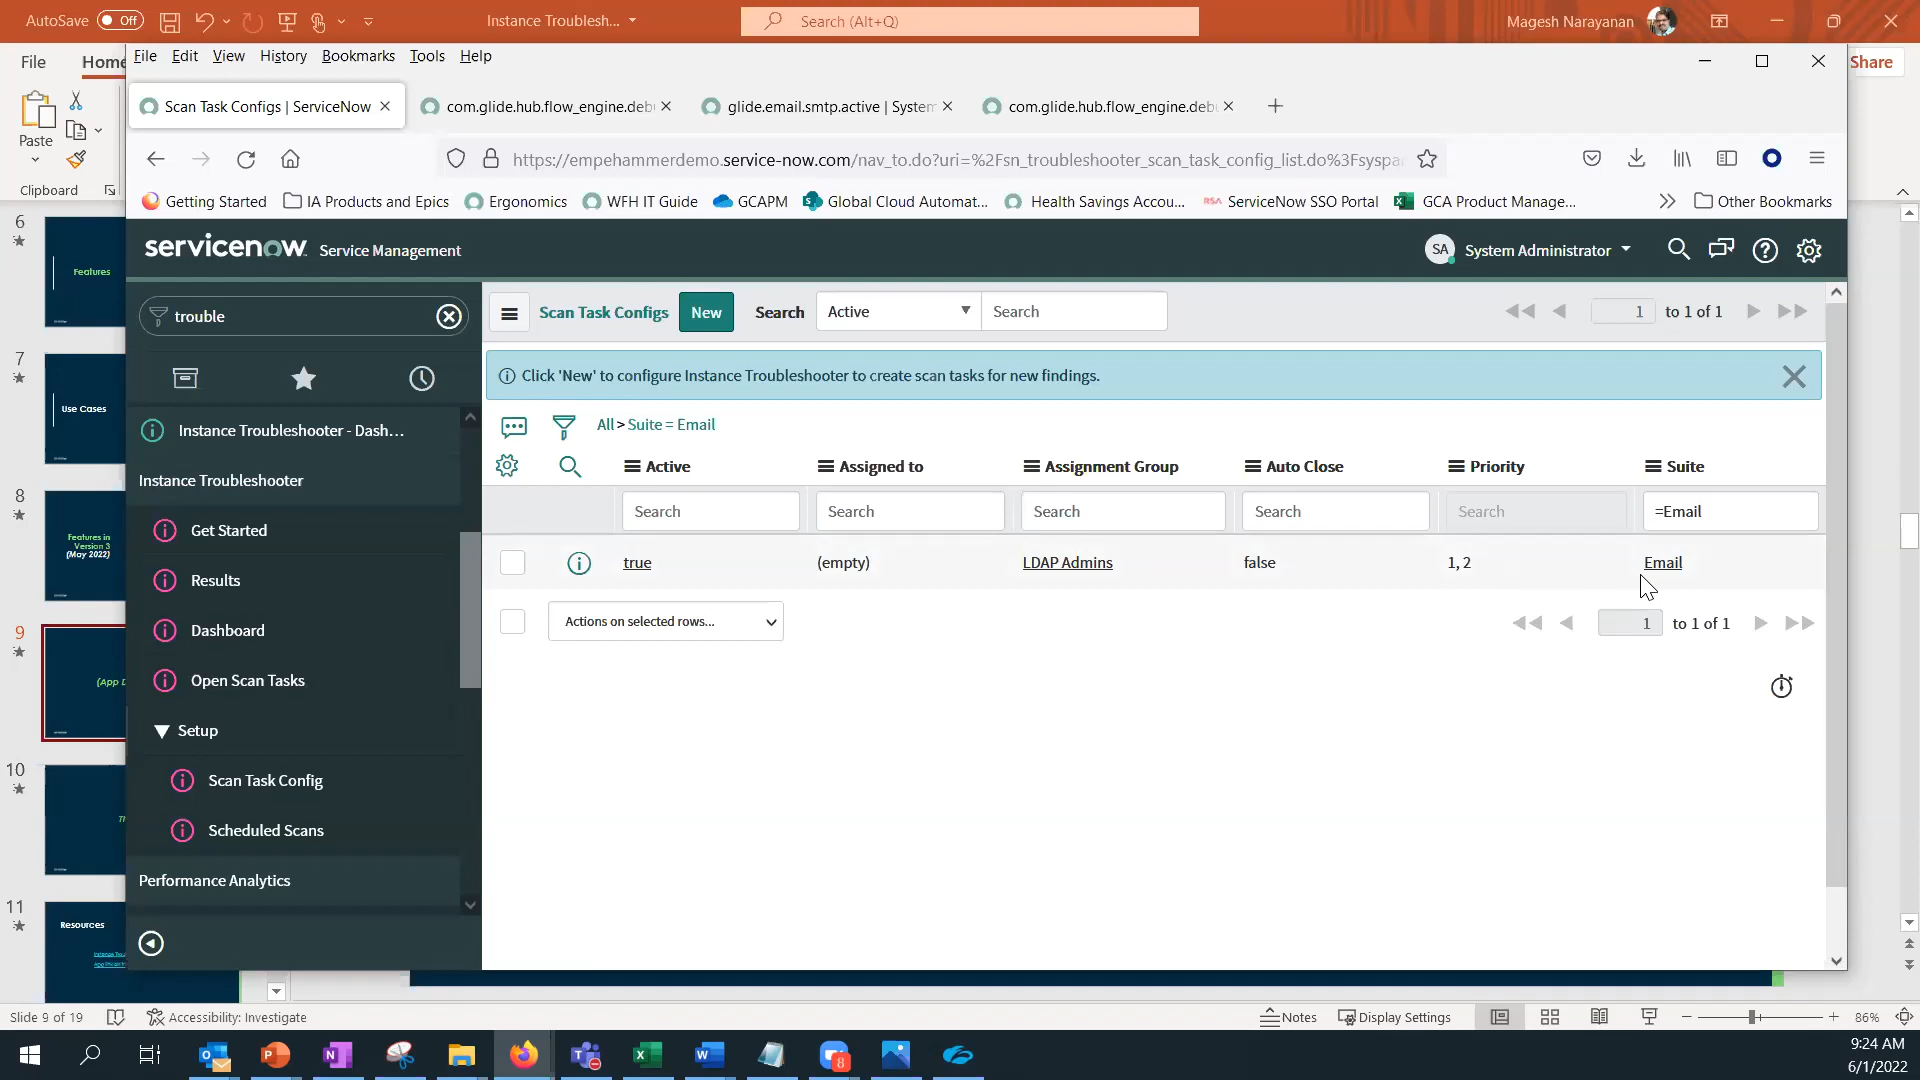 AutoSave Off
Instance Troublesh...
Search (Alt+Q)
Magesh Narayanan
File
Home
Share
Paste
Clipboard
File Edit View History Bookmarks Tools Help
Scan Task Configs | ServiceNow
com.glide.hub.flow_engine.deb
glide.email.smtp.active | System
com.glide.hub.flow_engine.deb
https://empehammerdemo.service-now.com/nav_to.do?uri=%2Fsn_troubleshooter_scan_task_config_list.do%3Fsyspa
Getting Started
IA Products and Epics
Ergonomics
WFH IT Guide
GCAPM
Global Cloud Automat...
Health Savings Accou...
RSA ServiceNow SSO Portal
GCA Product Manage...
Other Bookmarks
servicenow Service Management
SA System Administrator
trouble
Instance Troubleshooter - Dash...
Instance Troubleshooter
Get Started
Results
Dashboard
Open Scan Tasks
Setup
Scan Task Config
Scheduled Scans
Performance Analytics
Scan Task Configs New Search Active Search
1 to 1 of 1
Click 'New' to configure Instance Troubleshooter to create scan tasks for new findings.
All > Suite = Email
Active Assigned to Assignment Group Auto Close Priority Suite
Search Search Search Search Search =Email
true (empty) LDAP Admins false 1, 2 Email
Actions on selected rows...
1 to 1 of 1
6
Features
7
Use Cases
8
Features in
Version 3
(May 2022)
9
(App D
10
Th
11
Resources
Slide 9 of 19
Accessibility: Investigate
Notes
Display Settings
86%
8
9:24 AM
6/1/2022